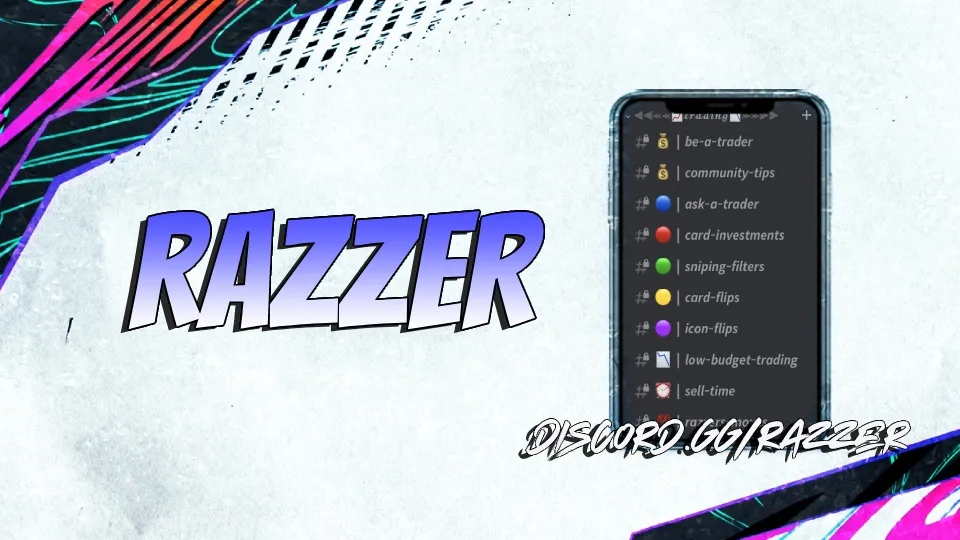 RAZZER
trading
be-a-trader
community-tips
ask-a-trader
card-investments
sniping-filters
card-flips
icon-flips
low-budget-trading
sell-time
DISCORD.GG/RAZZER